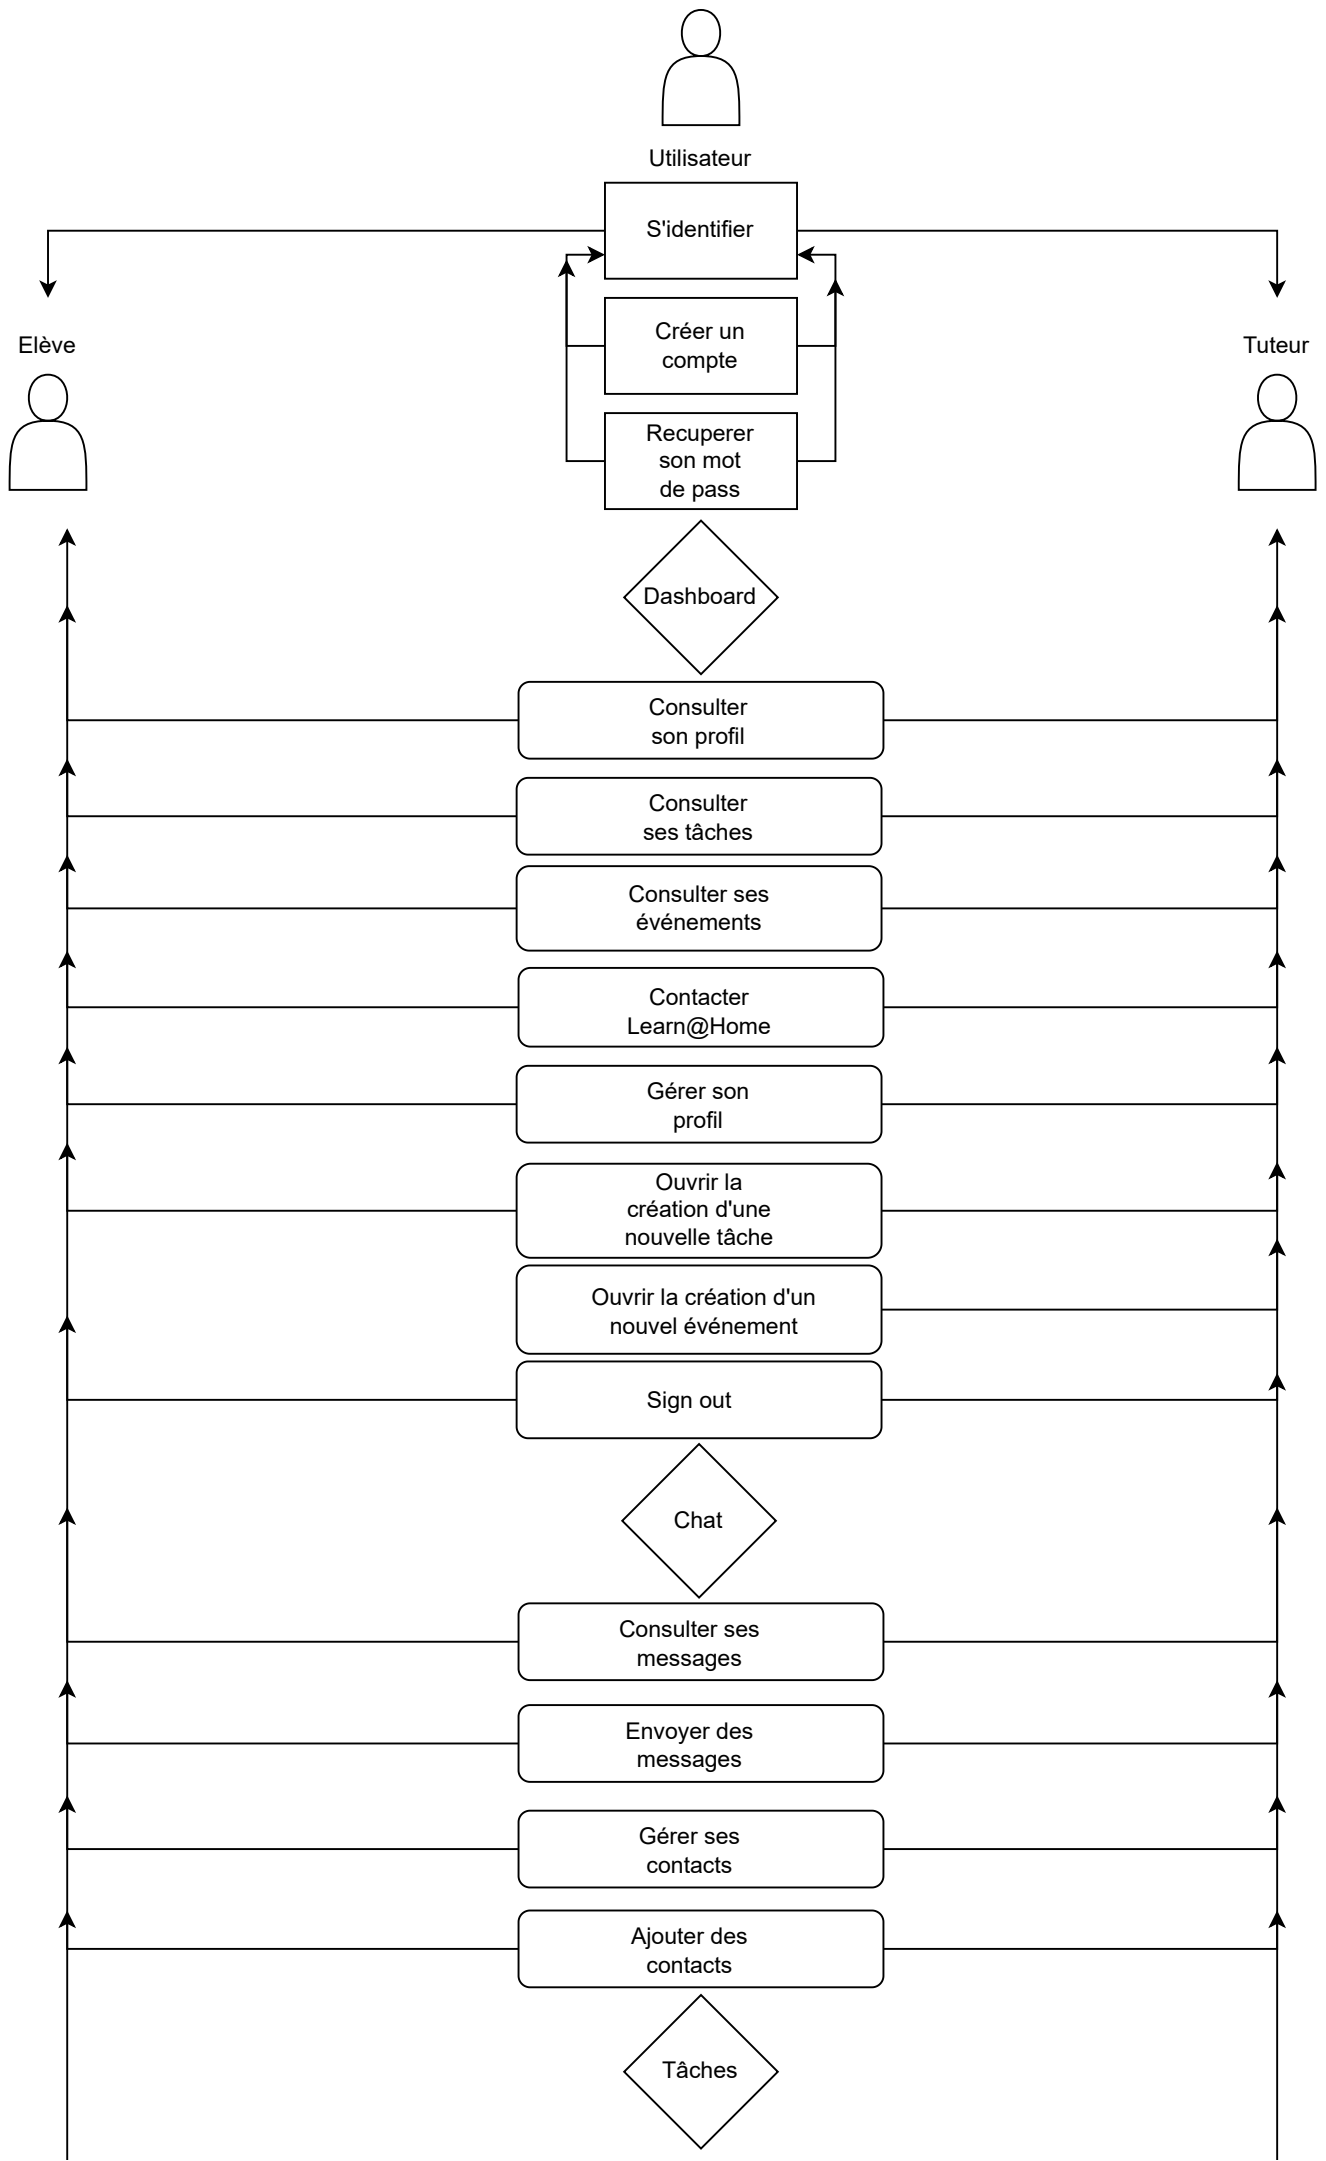 Utilisateur
S'identifier
Elève
Créer un
compte
Tuteur
Recuperer
son mot
de pass
Dashboard
Consulter
son profil
Consulter
ses tâches
Consulter ses
événements
Contacter
Learn@Home
Gérer son
profil
Ouvrir la
création d'une
nouvelle tâche
Ouvrir la création d'un
nouvel événement
Sign out
Chat
Consulter ses
messages
Envoyer des
messages
Gérer ses
contacts
Ajouter des
contacts
Tâches